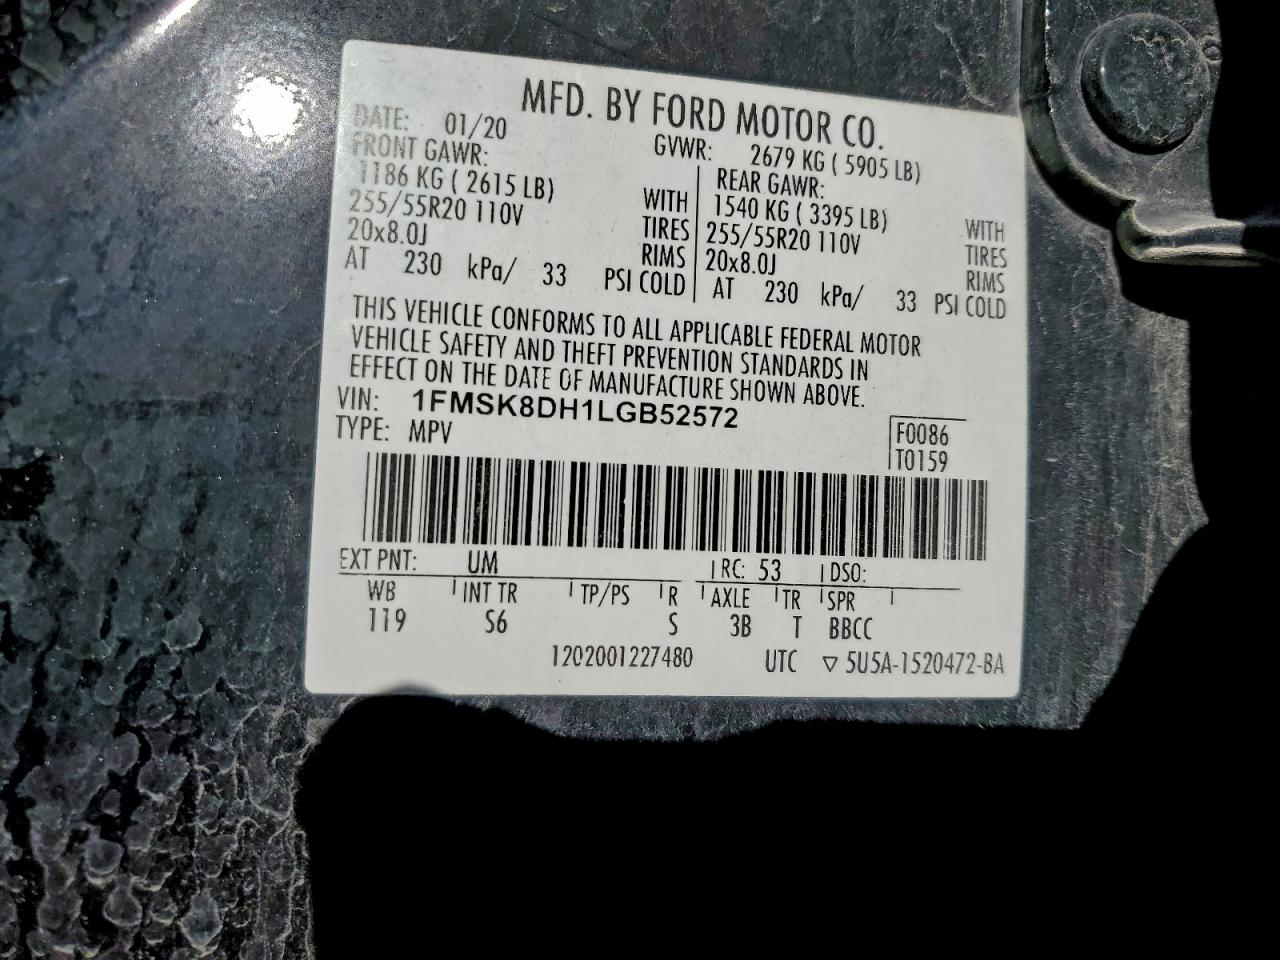 MFD. BY FORD MOTOR CO.
DATE: 01/20 GVWR: 2679 KG ( 5905 LB)
FRONT GAWR: REAR GAWR:
1186 KG ( 2615 LB) WITH 1540 KG ( 3395 LB) WITH
255/55R20 110V TIRES 255/55R20 110V TIRES
20x8.0J RIMS 20x8.0J RIMS
AT 230 kPa/ 33 PSI COLD AT 230 kPa/ 33 PSI COLD
THIS VEHICLE CONFORMS TO ALL APPLICABLE FEDERAL MOTOR
VEHICLE SAFETY AND THEFT PREVENTION STANDARDS IN
EFFECT ON THE DATE OF MANUFACTURE SHOWN ABOVE.
VIN: 1FMSK8DH1LGB52572
TYPE: MPV
F0086
T0159
EXT PNT: UM RC: 53 DSO:
WB INT TR TP/PS R AXLE TR SPR
119 S6 S 3B T BBCC
1202001227480 UTC ▽ 5U5A-1520472-BA